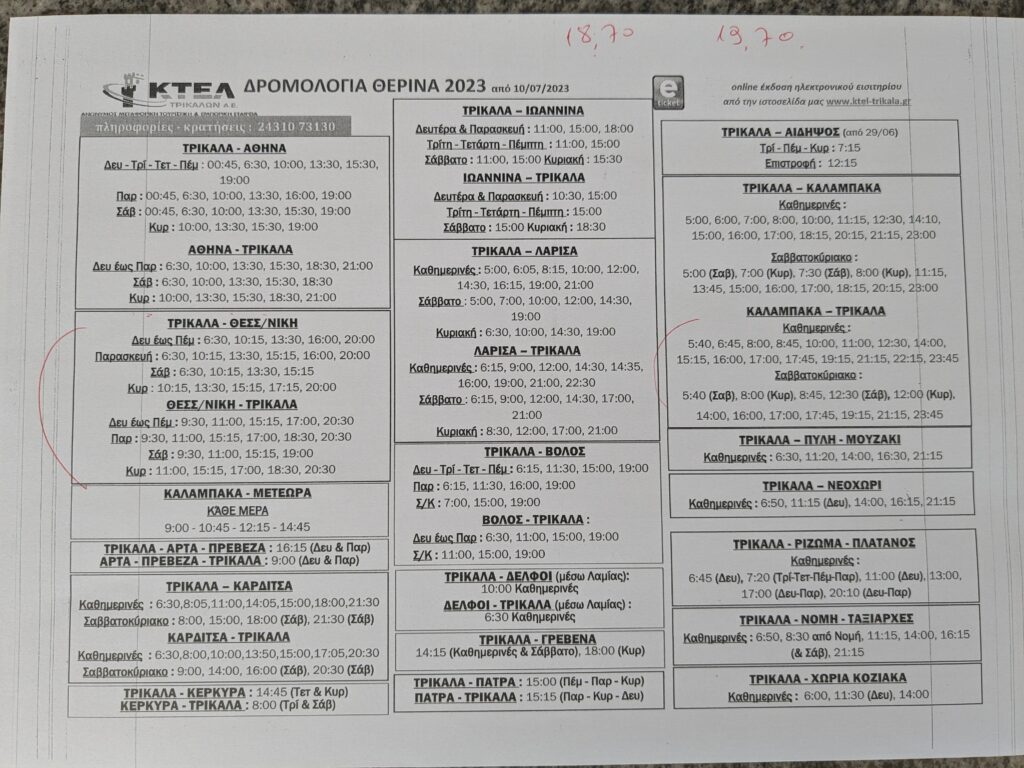 18,70 19,70
ΚΤΕΛ
ΤΡΙΚΑΛΩΝ Α.Ε.
ΑΝΩΝΥΜΟΣ ΜΕΤΑΦΟΡΙΚΗ ΤΟΥΡΙΣΤΙΚΗ & ΕΜΠΟΡΙΚΗ ΕΤΑΙΡΕΙΑ
πληροφορίες - κρατήσεις : 24310 73130
ΔΡΟΜΟΛΟΓΙΑ ΘΕΡΙΝΑ 2023 από 10/07/2023
e ticket
online έκδοση ηλεκτρονικού εισιτηρίου
από την ιστοσελίδα μας www.ktel-trikala.gr
ΤΡΙΚΑΛΑ - ΑΘΗΝΑ
Δευ - Τρί - Τετ - Πέμ : 00:45, 6:30, 10:00, 13:30, 15:30,
19:00
Παρ : 00:45, 6:30, 10:00, 13:30, 16:00, 19:00
Σάβ : 00:45, 6:30, 10:00, 13:30, 15:30, 19:00
Κυρ : 10:00, 13:30, 15:30, 19:00
ΑΘΗΝΑ - ΤΡΙΚΑΛΑ
Δευ έως Παρ : 6:30, 10:00, 13:30, 15:30, 18:30, 21:00
Σάβ : 6:30, 10:00, 13:30, 15:30, 18:30
Κυρ : 10:00, 13:30, 15:30, 18:30, 21:00
ΤΡΙΚΑΛΑ - ΘΕΣΣ/ΝΙΚΗ
Δευ έως Πέμ : 6:30, 10:15, 13:30, 16:00, 20:00
Παρασκευή : 6:30, 10:15, 13:30, 15:15, 16:00, 20:00
Σάβ : 6:30, 10:15, 13:30, 15:15
Κυρ : 10:15, 13:30, 15:15, 17:15, 20:00
ΘΕΣΣ/ΝΙΚΗ - ΤΡΙΚΑΛΑ
Δευ έως Πέμ : 9:30, 11:00, 15:15, 17:00, 20:30
Παρ : 9:30, 11:00, 15:15, 17:00, 18:30, 20:30
Σάβ : 9:30, 11:00, 15:15, 19:00
Κυρ : 11:00, 15:15, 17:00, 18:30, 20:30
ΚΑΛΑΜΠΑΚΑ - ΜΕΤΕΩΡΑ
ΚΆΘΕ ΜΕΡΑ
9:00 - 10:45 - 12:15 - 14:45
ΤΡΙΚΑΛΑ - ΑΡΤΑ - ΠΡΕΒΕΖΑ : 16:15 (Δευ & Παρ)
ΑΡΤΑ - ΠΡΕΒΕΖΑ - ΤΡΙΚΑΛΑ : 9:00 (Δευ & Παρ)
ΤΡΙΚΑΛΑ – ΚΑΡΔΙΤΣΑ
Καθημερινές : 6:30,8:05,11:00,14:05,15:00,18:00,21:30
Σαββατοκύριακο : 8:00, 15:00, 18:00 (Σάβ), 21:30 (Σάβ)
ΚΑΡΔΙΤΣΑ - ΤΡΙΚΑΛΑ
Καθημερινές : 6:30,8:00,10:00,13:50,15:00,17:05,20:30
Σαββατοκύριακο : 9:00, 14:00, 16:00 (Σάβ), 20:30 (Σάβ)
ΤΡΙΚΑΛΑ - ΚΕΡΚΥΡΑ : 14:45 (Τετ & Κυρ)
ΚΕΡΚΥΡΑ - ΤΡΙΚΑΛΑ : 8:00 (Τρί & Σάβ)
ΤΡΙΚΑΛΑ – ΙΩΑΝΝΙΝΑ
Δευτέρα & Παρασκευή : 11:00, 15:00, 18:00
Τρίτη - Τετάρτη - Πέμπτη : 11:00, 15:00
Σάββατο : 11:00, 15:00 Κυριακή : 15:30
ΙΩΑΝΝΙΝΑ – ΤΡΙΚΑΛΑ
Δευτέρα & Παρασκευή : 10:30, 15:00
Τρίτη - Τετάρτη - Πέμπτη : 15:00
Σάββατο : 15:00 Κυριακή : 18:30
ΤΡΙΚΑΛΑ – ΛΑΡΙΣΑ
Καθημερινές : 5:00, 6:05, 8:15, 10:00, 12:00,
14:30, 16:15, 19:00, 21:00
Σάββατο : 5:00, 7:00, 10:00, 12:00, 14:30,
19:00
Κυριακή : 6:30, 10:00, 14:30, 19:00
ΛΑΡΙΣΑ – ΤΡΙΚΑΛΑ
Καθημερινές : 6:15, 9:00, 12:00, 14:30, 14:35,
16:00, 19:00, 21:00, 22:30
Σάββατο : 6:15, 9:00, 12:00, 14:30, 17:00,
21:00
Κυριακή : 8:30, 12:00, 17:00, 21:00
ΤΡΙΚΑΛΑ - ΒΟΛΟΣ
Δευ - Τρί - Τετ - Πέμ : 6:15, 11:30, 15:00, 19:00
Παρ : 6:15, 11:30, 16:00, 19:00
Σ/Κ : 7:00, 15:00, 19:00
ΒΟΛΟΣ - ΤΡΙΚΑΛΑ :
Δευ έως Παρ : 6:30, 11:00, 15:00, 19:00
Σ/Κ : 11:00, 15:00, 19:00
ΤΡΙΚΑΛΑ - ΔΕΛΦΟΙ (μέσω Λαμίας):
10:00 Καθημερινές
ΔΕΛΦΟΙ - ΤΡΙΚΑΛΑ (μέσω Λαμίας) :
6:30 Καθημερινές
ΤΡΙΚΑΛΑ - ΓΡΕΒΕΝΑ
14:15 (Καθημερινές & Σάββατο), 18:00 (Κυρ)
ΤΡΙΚΑΛΑ - ΠΑΤΡΑ : 15:00 (Πέμ - Παρ - Κυρ)
ΠΑΤΡΑ - ΤΡΙΚΑΛΑ : 15:15 (Παρ - Κυρ - Δευ)
ΤΡΙΚΑΛΑ – ΑΙΔΗΨΟΣ (από 29/06)
Τρί - Πέμ - Κυρ : 7:15
Επιστροφή : 12:15
ΤΡΙΚΑΛΑ – ΚΑΛΑΜΠΑΚΑ
Καθημερινές :
5:00, 6:00, 7:00, 8:00, 10:00, 11:15, 12:30, 14:10,
15:00, 16:00, 17:00, 18:15, 20:15, 21:15, 23:00
Σαββατοκύριακο :
5:00 (Σαβ), 7:00 (Κυρ), 7:30 (Σάβ), 8:00 (Κυρ), 11:15,
13:45, 15:00, 16:00, 17:00, 18:15, 20:15, 23:00
ΚΑΛΑΜΠΑΚΑ – ΤΡΙΚΑΛΑ
Καθημερινές :
5:40, 6:45, 8:00, 8:45, 10:00, 11:00, 12:30, 14:00,
15:15, 16:00, 17:00, 17:45, 19:15, 21:15, 22:15, 23:45
Σαββατοκύριακο :
5:40 (Σαβ), 8:00 (Κυρ), 8:45, 12:30 (Σάβ), 12:00 (Κυρ)
14:00, 16:00, 17:00, 17:45, 19:15, 21:15, 23:45
ΤΡΙΚΑΛΑ – ΠΥΛΗ - ΜΟΥΖΑΚΙ
Καθημερινές : 6:30, 11:20, 14:00, 16:30, 21:15
ΤΡΙΚΑΛΑ – ΝΕΟΧΩΡΙ
Καθημερινές : 6:50, 11:15 (Δευ), 14:00, 16:15, 21:15
ΤΡΙΚΑΛΑ - ΡΙΖΩΜΑ - ΠΛΑΤΑΝΟΣ
Καθημερινές :
6:45 (Δευ), 7:20 (Τρί-Τετ-Πέμ-Παρ), 11:00 (Δευ), 13:00,
17:00 (Δευ-Παρ), 20:10 (Δευ-Παρ)
ΤΡΙΚΑΛΑ - ΝΟΜΗ - ΤΑΞΙΑΡΧΕΣ
Καθημερινές : 6:50, 8:30 από Νομή, 11:15, 14:00, 16:15
(& Σάβ), 21:15
ΤΡΙΚΑΛΑ - ΧΩΡΙΑ ΚΟΖΙΑΚΑ
Καθημερινές : 6:00, 11:30 (Δευ), 14:00